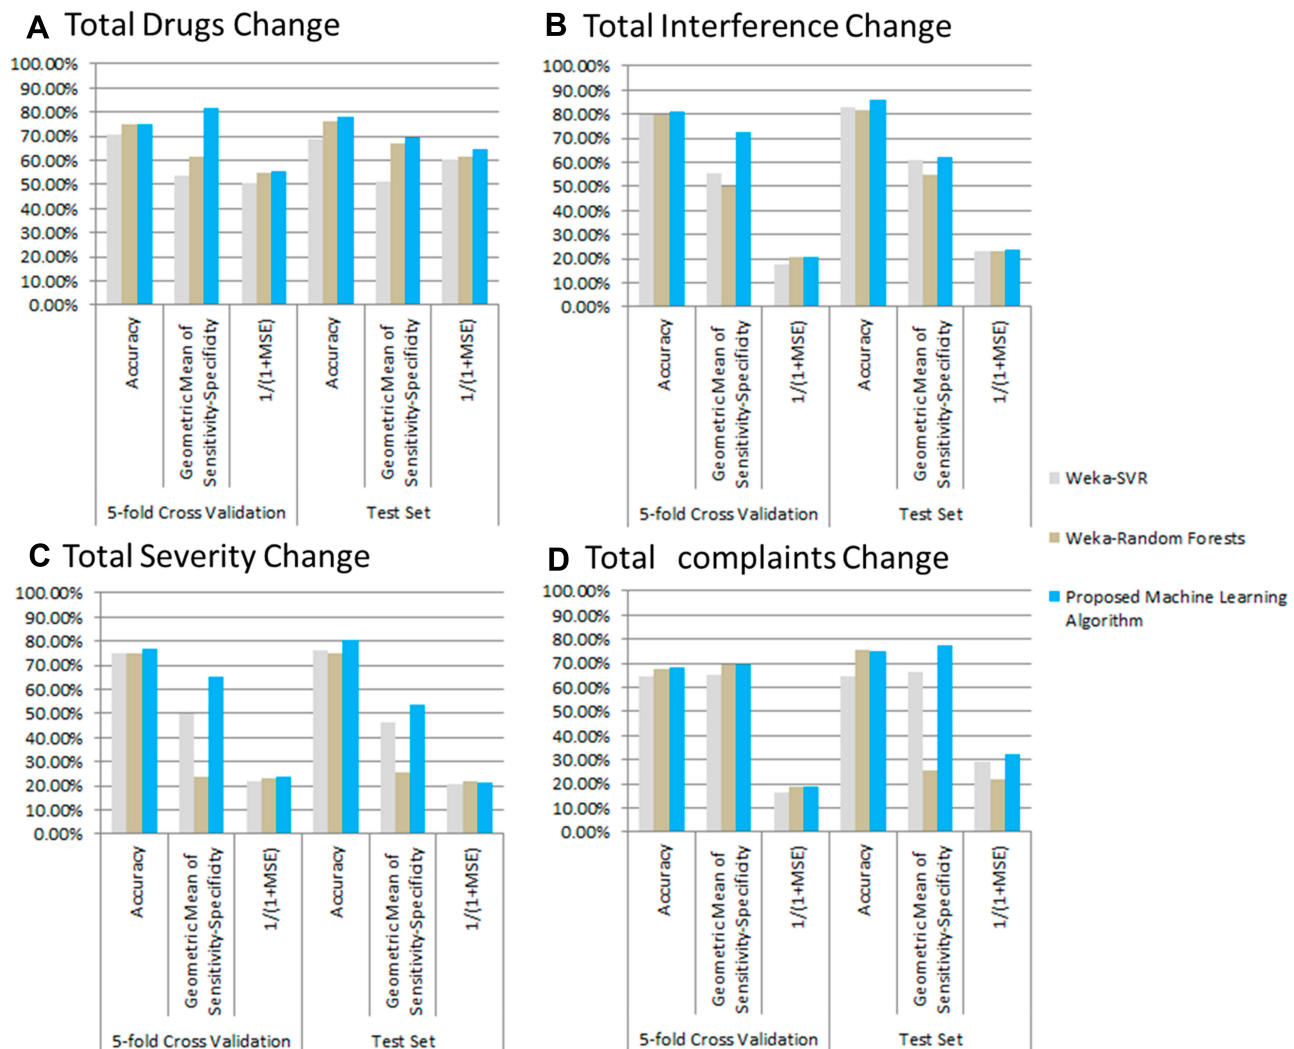 A Total Drugs Change
100.00%
90.00%
80.00%
70.00%
60.00%
50.00%
40.00%
30.00%
20.00%
10.00%
0.00%
Accuracy
Geometric Mean of
Sensitivity-Specificity
1/(1+MSE)
Accuracy
Geometric Mean of
Sensitivity-Specificity
1/(1+MSE)
5-fold Cross Validation
Test Set
B Total Interference Change
100.00%
90.00%
80.00%
70.00%
60.00%
50.00%
40.00%
30.00%
20.00%
10.00%
0.00%
Accuracy
Geometric Mean of
Sensitivity-Specificity
1/(1+MSE)
Accuracy
Geometric Mean of
Sensitivity-Specificity
1/(1+MSE)
5-fold Cross Validation
Test Set
Weka-SVR
Weka-Random Forests
Proposed Machine Learning
Algorithm
C Total Severity Change
100.00%
90.00%
80.00%
70.00%
60.00%
50.00%
40.00%
30.00%
20.00%
10.00%
0.00%
Accuracy
Geometric Mean of
Sensitivity-Specificity
1/(1+MSE)
Accuracy
Geometric Mean of
Sensitivity-Specificity
1/(1+MSE)
5-fold Cross Validation
Test Set
D Total complaints Change
100.00%
90.00%
80.00%
70.00%
60.00%
50.00%
40.00%
30.00%
20.00%
10.00%
0.00%
Accuracy
Geometric Mean of
Sensitivity-Specificity
1/(1+MSE)
Accuracy
Geometric Mean of
Sensitivity-Specificity
1/(1+MSE)
5-fold Cross Validation
Test Set